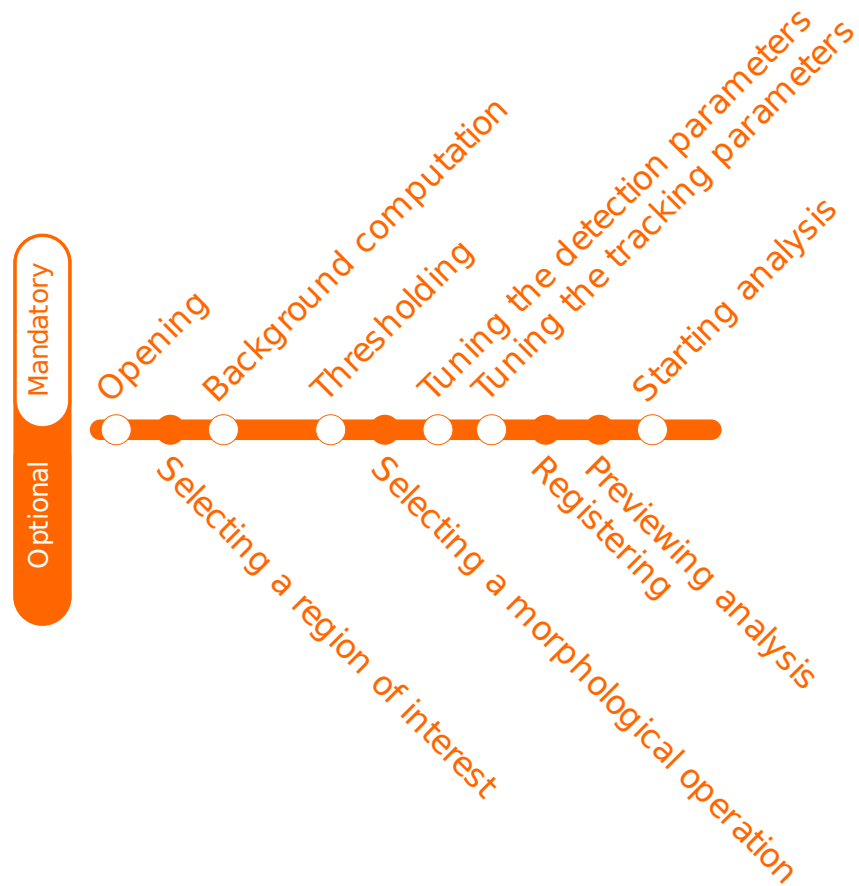 Mandatory
Optional
Opening
Selecting a region of interest
Background computation
Thresholding
Selecting a morphological operation
Tuning the detection parameters
Tuning the tracking parameters
Registering
Previewing analysis
Starting analysis